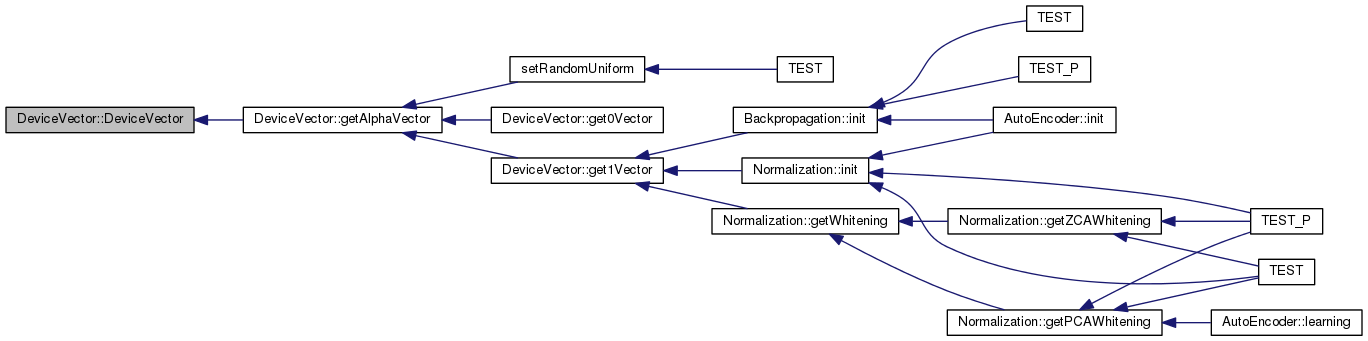 TEST
setRandomUniform
TEST
TEST_P
DeviceVector::DeviceVector
DeviceVector::getAlphaVector
DeviceVector::get0Vector
Backpropagation::init
AutoEncoder::init
DeviceVector::get1Vector
Normalization::init
Normalization::getWhitening
Normalization::getZCAWhitening
TEST_P
TEST
Normalization::getPCAWhitening
AutoEncoder::learning